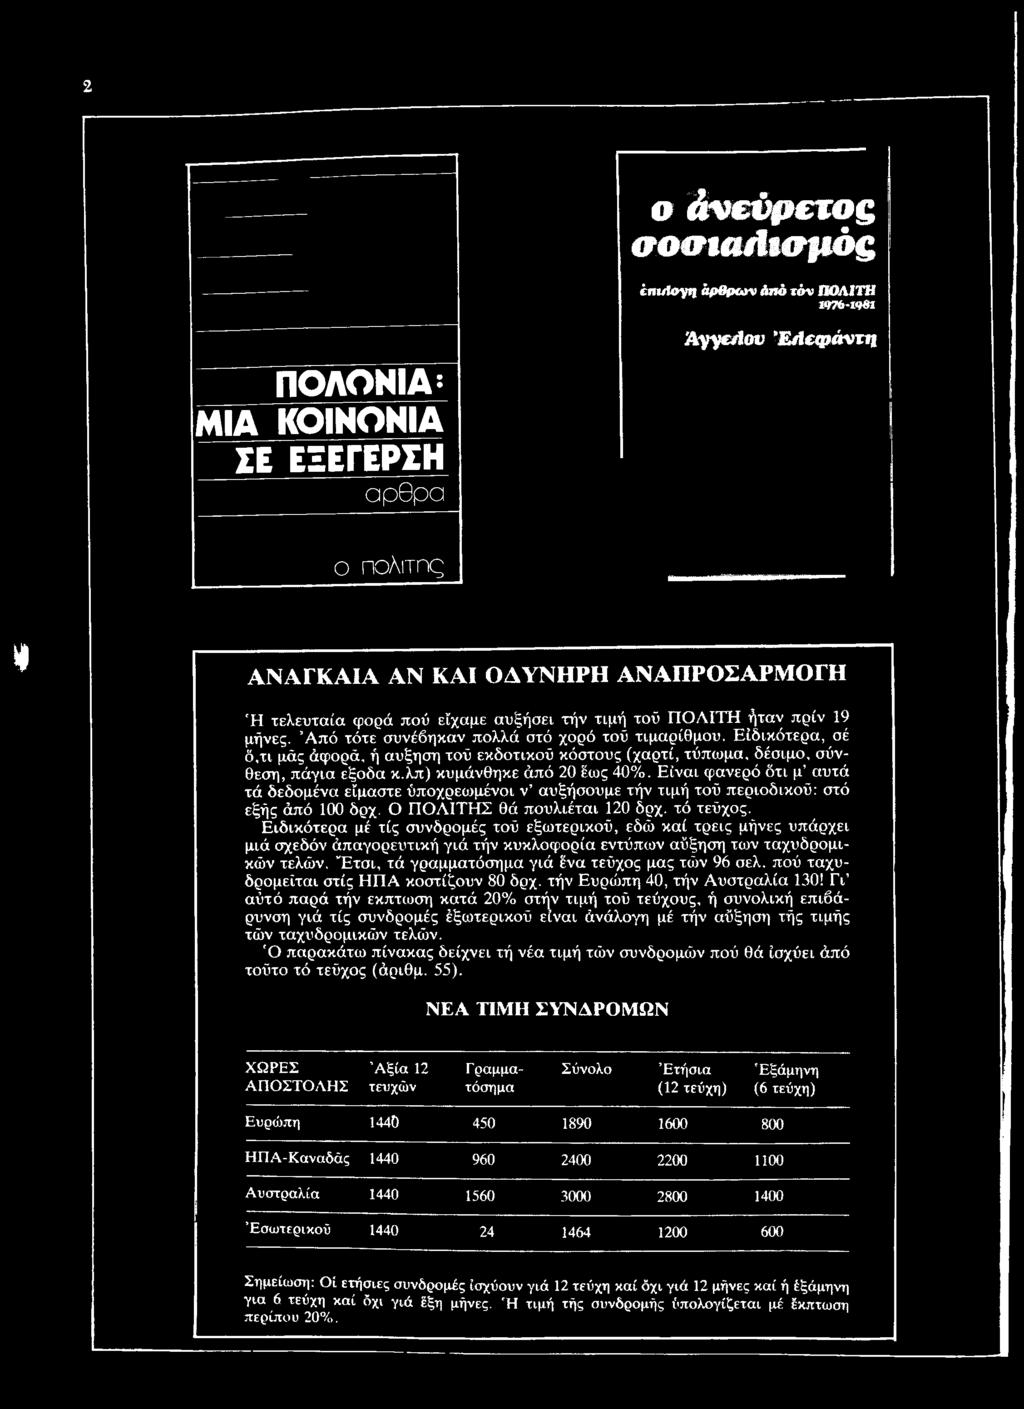 2
ΠΟΛΩΝΙΑ:
ΜΙΑ ΚΟΙΝΩΝΙΑ
ΣΕ ΕΞΕΓΕΡΣΗ
αρθρα
ο πολιτης
ο άνεύρετος
σοσιαλισμός
έπιλογη άρθρων άπό τόν ΠΟΛΙΤΗ
1976-1981
Άγγελου Ἐλεφάντη
ΑΝΑΓΚΑΙΑ ΑΝ ΚΑΙ ΟΔΥΝΗΡΗ ΑΝΑΠΡΟΣΑΡΜΟΓΗ
Ἡ τελευταία φορά πού εἴχαμε αυξήσει τήν τιμή τοῦ ΠΟΛΙΤΗ ἦταν πρίν 19
μῆνες. Ἀπό τότε συνέβηκαν πολλά στό χορό τοῦ τιμαρίθμου. Εἰδικότερα, σέ
ὅ,τι μᾶς ἀφορᾶ, ἡ αυξηση τοῦ εκδοτικοῦ κόστους (χαρτί, τύπωμα, δέσιμο, σύν-
θεση, πάγια εξοδα κ.λπ) κυμάνθηκε ἀπό 20 ἕως 40%. Εἶναι φανερό ὅτι μ' αυτά
τά δεδομένα εἴμαστε ὑποχρεωμένοι ν' αυξήσουμε τήν τιμή τοῦ περιοδικοῦ: στό
εξῆς ἀπό 100 δρχ. Ο ΠΟΛΙΤΗΣ θά πουλιέται 120 δρχ. τό τεῦχος.
Ειδικότερα μέ τίς συνδρομές τοῦ εξωτερικοῦ, εδῶ καί τρεις μῆνες υπάρχει
μιά σχεδόν ἀπαγορευτική γιά τήν κυκλοφορία εντύπων αὔξηση των ταχυδρομι-
κῶν τελῶν. Ἔτσι, τά γραμματόσημα γιά ἕνα τεῦχος μας τῶν 96 σελ. πού ταχυ-
δρομεῖται στίς ΗΠΑ κοστίζουν 80 δρχ. τήν Ευρώπη 40, τήν Αυστραλία 130! Γι'
αὐτό παρά τήν εκπτωση κατά 20% στήν τιμή τοῦ τεύχους, ἡ συνολική επιβά-
ρυνση γιά τίς συνδρομές ἐξωτερικοῦ εἶναι ἀνάλογη μέ τήν αὔξηση τῆς τιμῆς
τῶν ταχυδρομικῶν τελῶν.
Ὁ παρακάτω πίνακας δείχνει τή νέα τιμή τῶν συνδρομῶν πού θά ἰσχύει ἀπό
τοῦτο τό τεῦχος (ἀριθμ. 55).
ΝΕΑ ΤΙΜΗ ΣΥΝΔΡΟΜΩΝ
ΧΩΡΕΣ Ἀξία 12 Γραμμα- Σύνολο Ἐτήσια Ἑξάμηνη
ΑΠΟΣΤΟΛΗΣ τευχῶν τόσημα (12 τεύχη) (6 τεύχη)
Ευρώπη 1440 450 1890 1600 800
ΗΠΑ-Καναδᾶς 1440 960 2400 2200 1100
Αυστραλία 1440 1560 3000 2800 1400
Ἐσωτερικοῦ 1440 24 1464 1200 600
Σημείωση: Οἱ ετήσιες συνδρομές ἰσχύουν γιά 12 τεύχη καί ὄχι γιά 12 μῆνες καί ἡ ἑξάμηνη
για 6 τεύχη καί ὄχι γιά ἕξη μῆνες. Ἡ τιμή τῆς συνδρομῆς ὑπολογίζεται μέ ἔκπτωση
περίπου 20%.